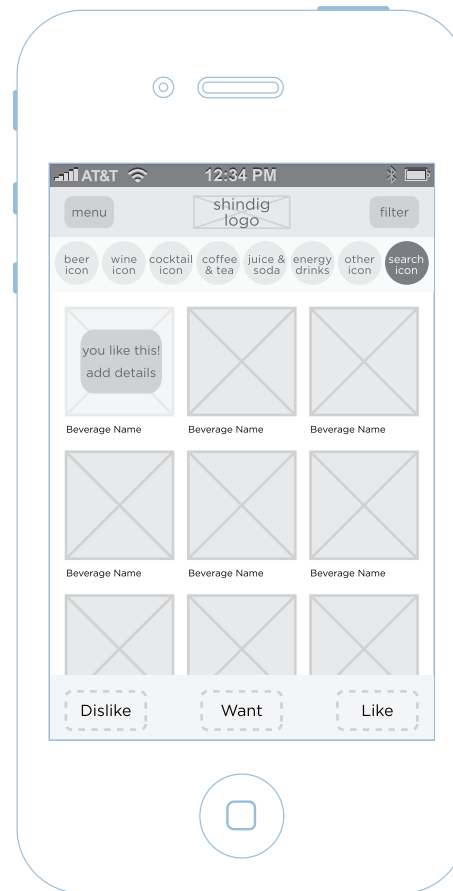 AT&T 12:34 PM
menu
shindig
logo
filter
beer
icon
wine
icon
cocktail
icon
coffee
& tea
juice &
soda
energy
drinks
other
icon
search
icon
you like this!
add details
Beverage Name
Beverage Name
Beverage Name
Beverage Name
Beverage Name
Beverage Name
Dislike
Want
Like